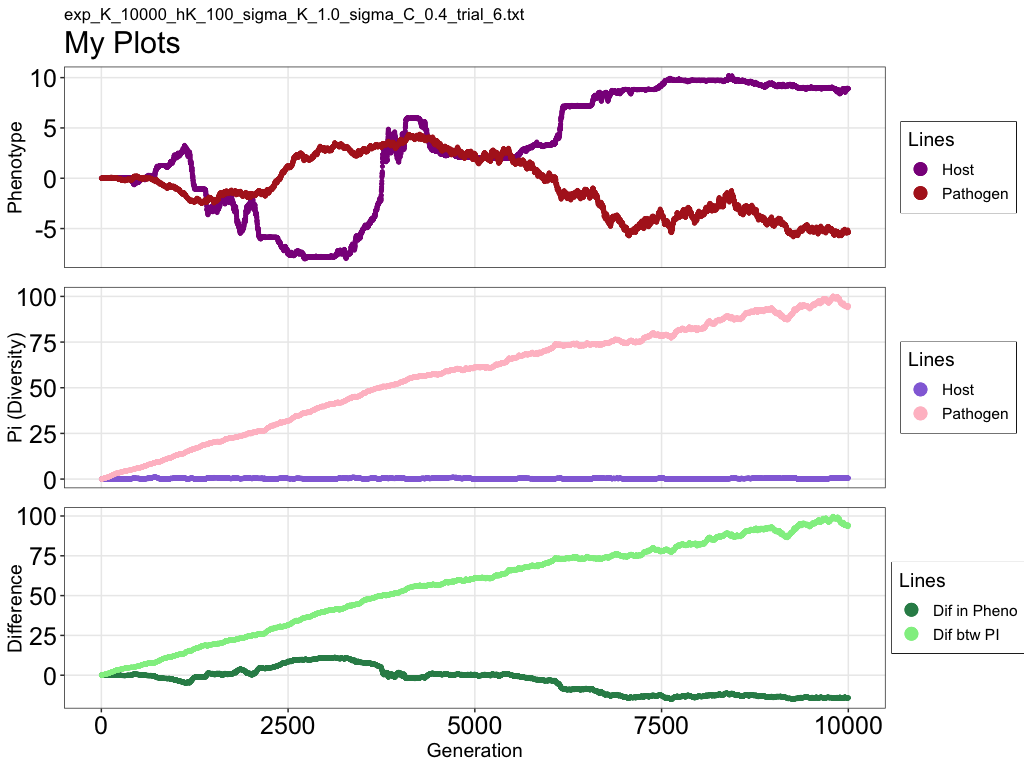 exp_K_10000_hK_100_sigma_K_1.0_sigma_C_0.4_trial_6.txt
My Plots
Phenotype
10
5
0
-5
Lines
Host
Pathogen
Pi (Diversity)
100
75
50
25
0
Lines
Host
Pathogen
Difference
100
75
50
25
0
Lines
Dif in Pheno
Dif btw PI
0 2500 5000 7500 10000
Generation